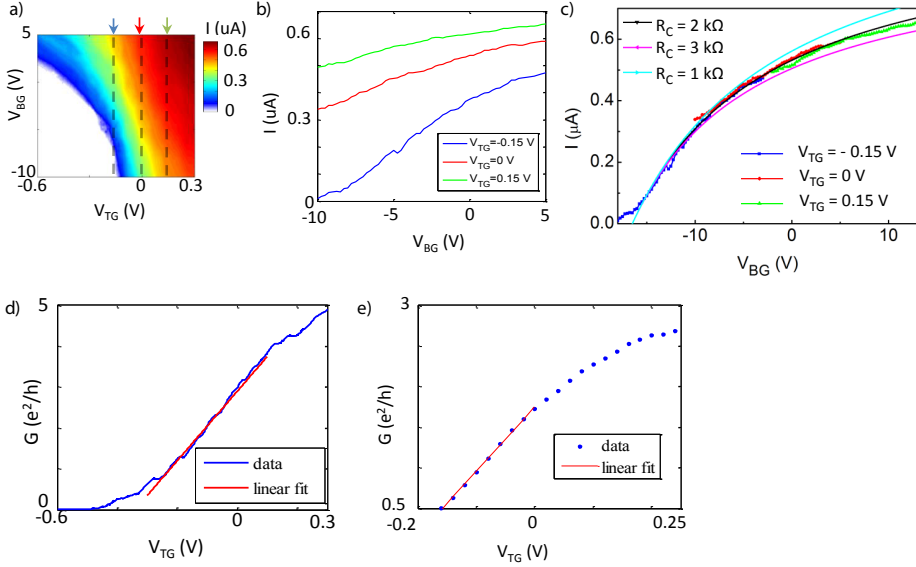 a)
I (uA)
5
0.6
0.3
0
V_BG (V)
-10
-0.6
0
0.3
V_TG (V)
b)
0.6
0.3
0
I (uA)
-10
-5
0
5
V_BG (V)
V_TG=-0.15 V
V_TG=0 V
V_TG=0.15 V
c)
R_C = 2 kΩ
R_C = 3 kΩ
R_C = 1 kΩ
0.6
0.4
0.2
0.0
I (μA)
-10
0
10
V_BG (V)
V_TG = - 0.15 V
V_TG = 0 V
V_TG = 0.15 V
d)
5
0
G (e²/h)
-0.6
0
0.3
V_TG (V)
data
linear fit
e)
3
0.5
G (e²/h)
-0.2
0
0.25
V_TG (V)
data
linear fit